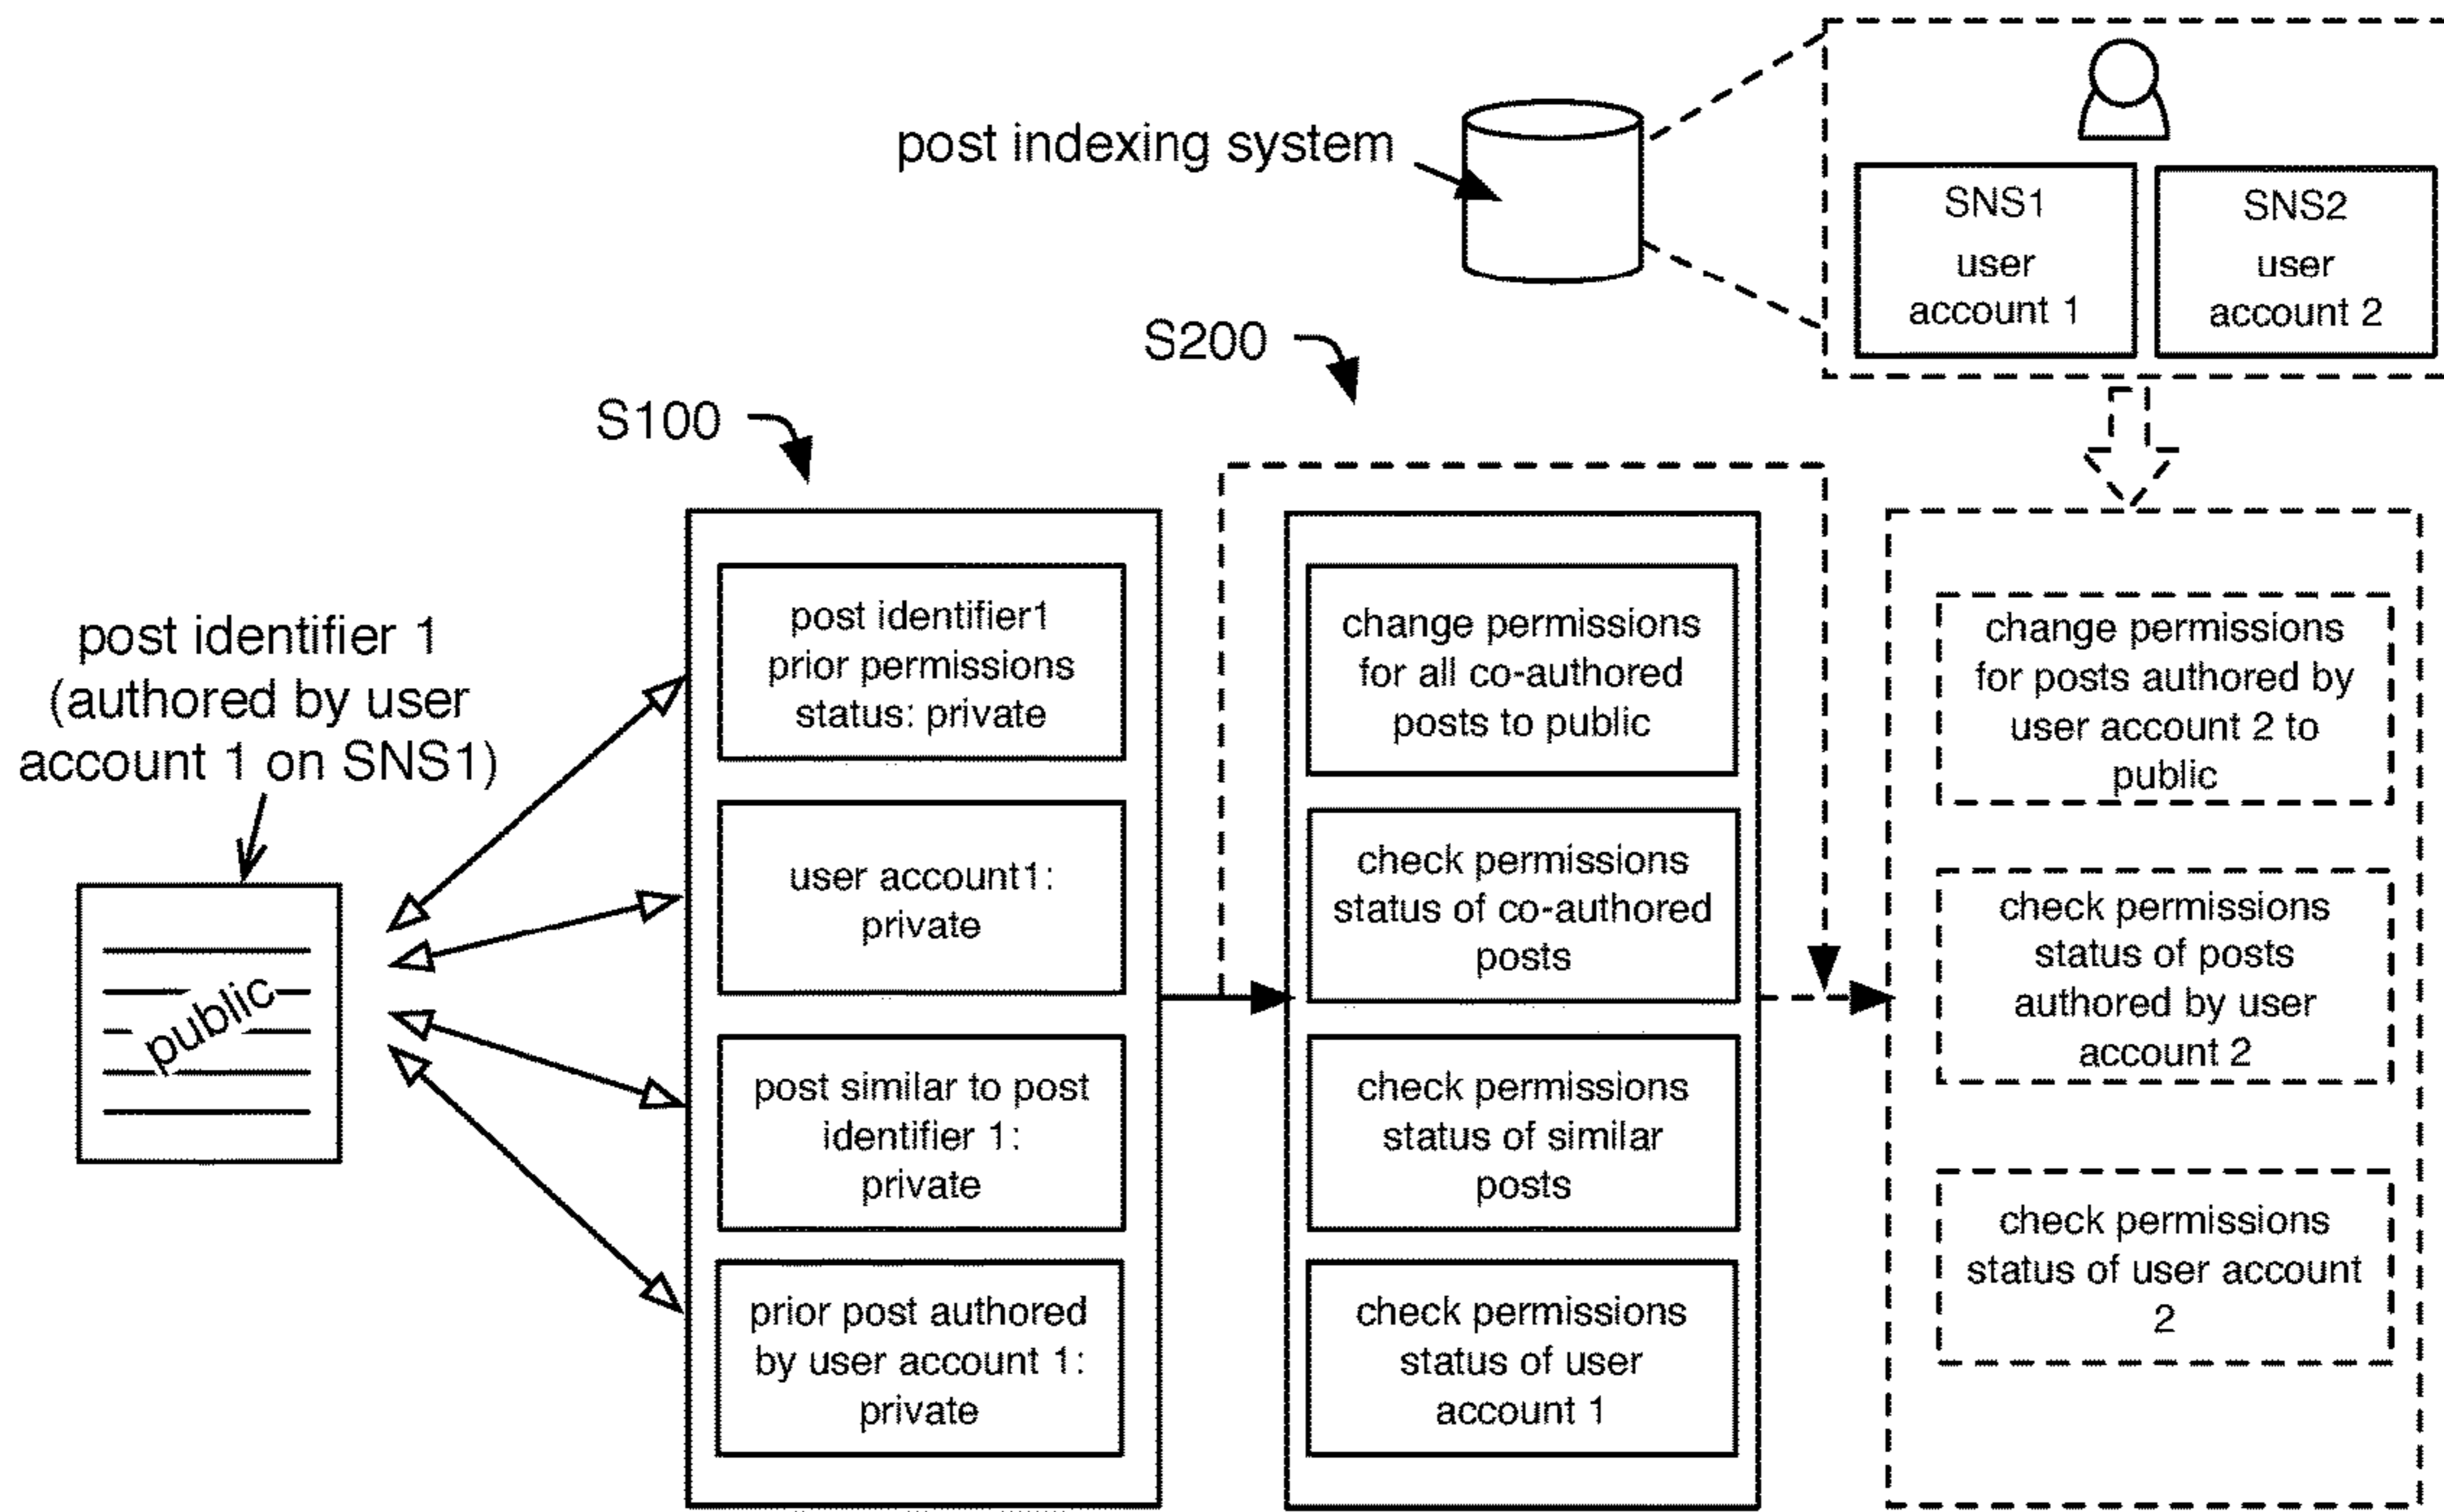 post indexing system
SNS1
user
account 1
SNS2
user
account 2
S200
S100
post identifier 1
(authored by user
account 1 on SNS1)
public
post identifier1
prior permissions
status: private
user account1:
private
post similar to post
identifier 1:
private
prior post authored
by user account 1:
private
change permissions
for all co-authored
posts to public
check permissions
status of co-authored
posts
check permissions
status of similar
posts
check permissions
status of user
account 1
change permissions
for posts authored by
user account 2 to
public
check permissions
status of posts
authored by user
account 2
check permissions
status of user account
2